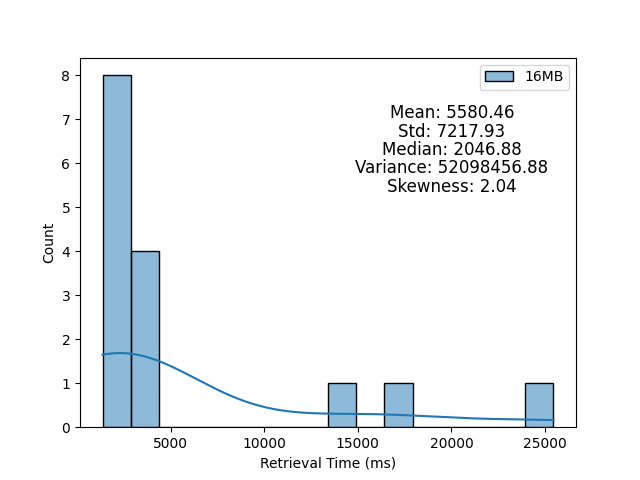 16MB
Mean: 5580.46
Std: 7217.93
Median: 2046.88
Variance: 52098456.88
Skewness: 2.04
Count
8
7
6
5
4
3
2
1
0
5000 10000 15000 20000 25000
Retrieval Time (ms)